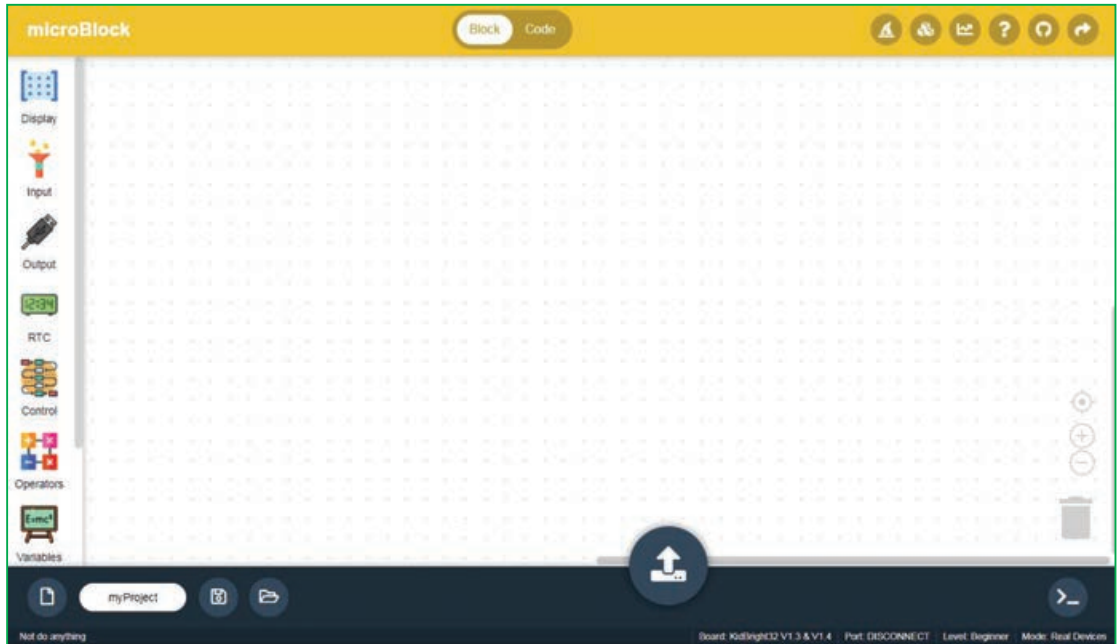 microBlock
Block Code
Display
Input
Output
12:34
RTC
Control
Operators
E=mc²
Variables
myProject
Not do anything
Board: KidBright32 V1.3 & V1.4 Port: DISCONNECT Level: Beginner Mode: Real Devices